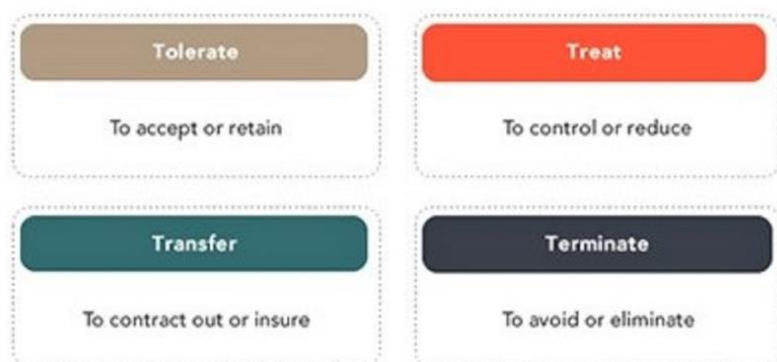 Tolerate
To accept or retain
Treat
To control or reduce
Transfer
To contract out or insure
Terminate
To avoid or eliminate